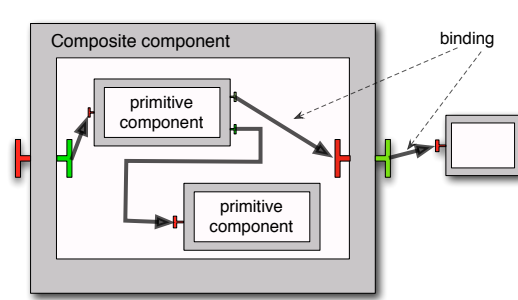 Composite component
binding
primitive
component
primitive
component